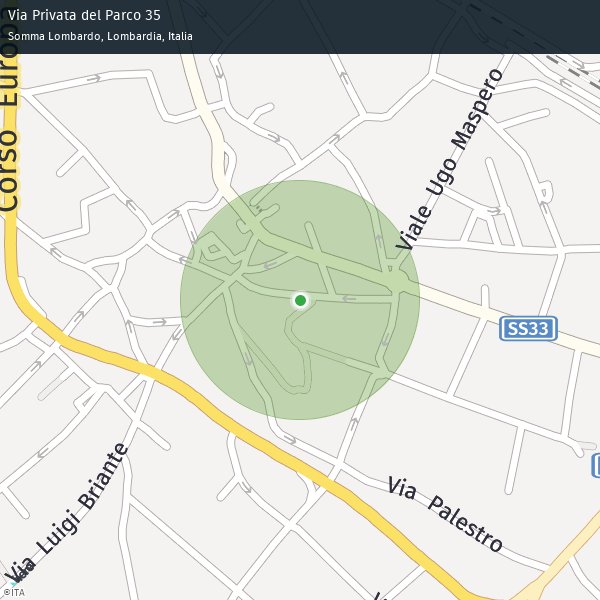 Via Privata del Parco 35
Somma Lombardo, Lombardia, Italia
Corso Europa
Viale Ugo Maspero
SS33
Via Luigi Briante
Via Palestro
©ITA